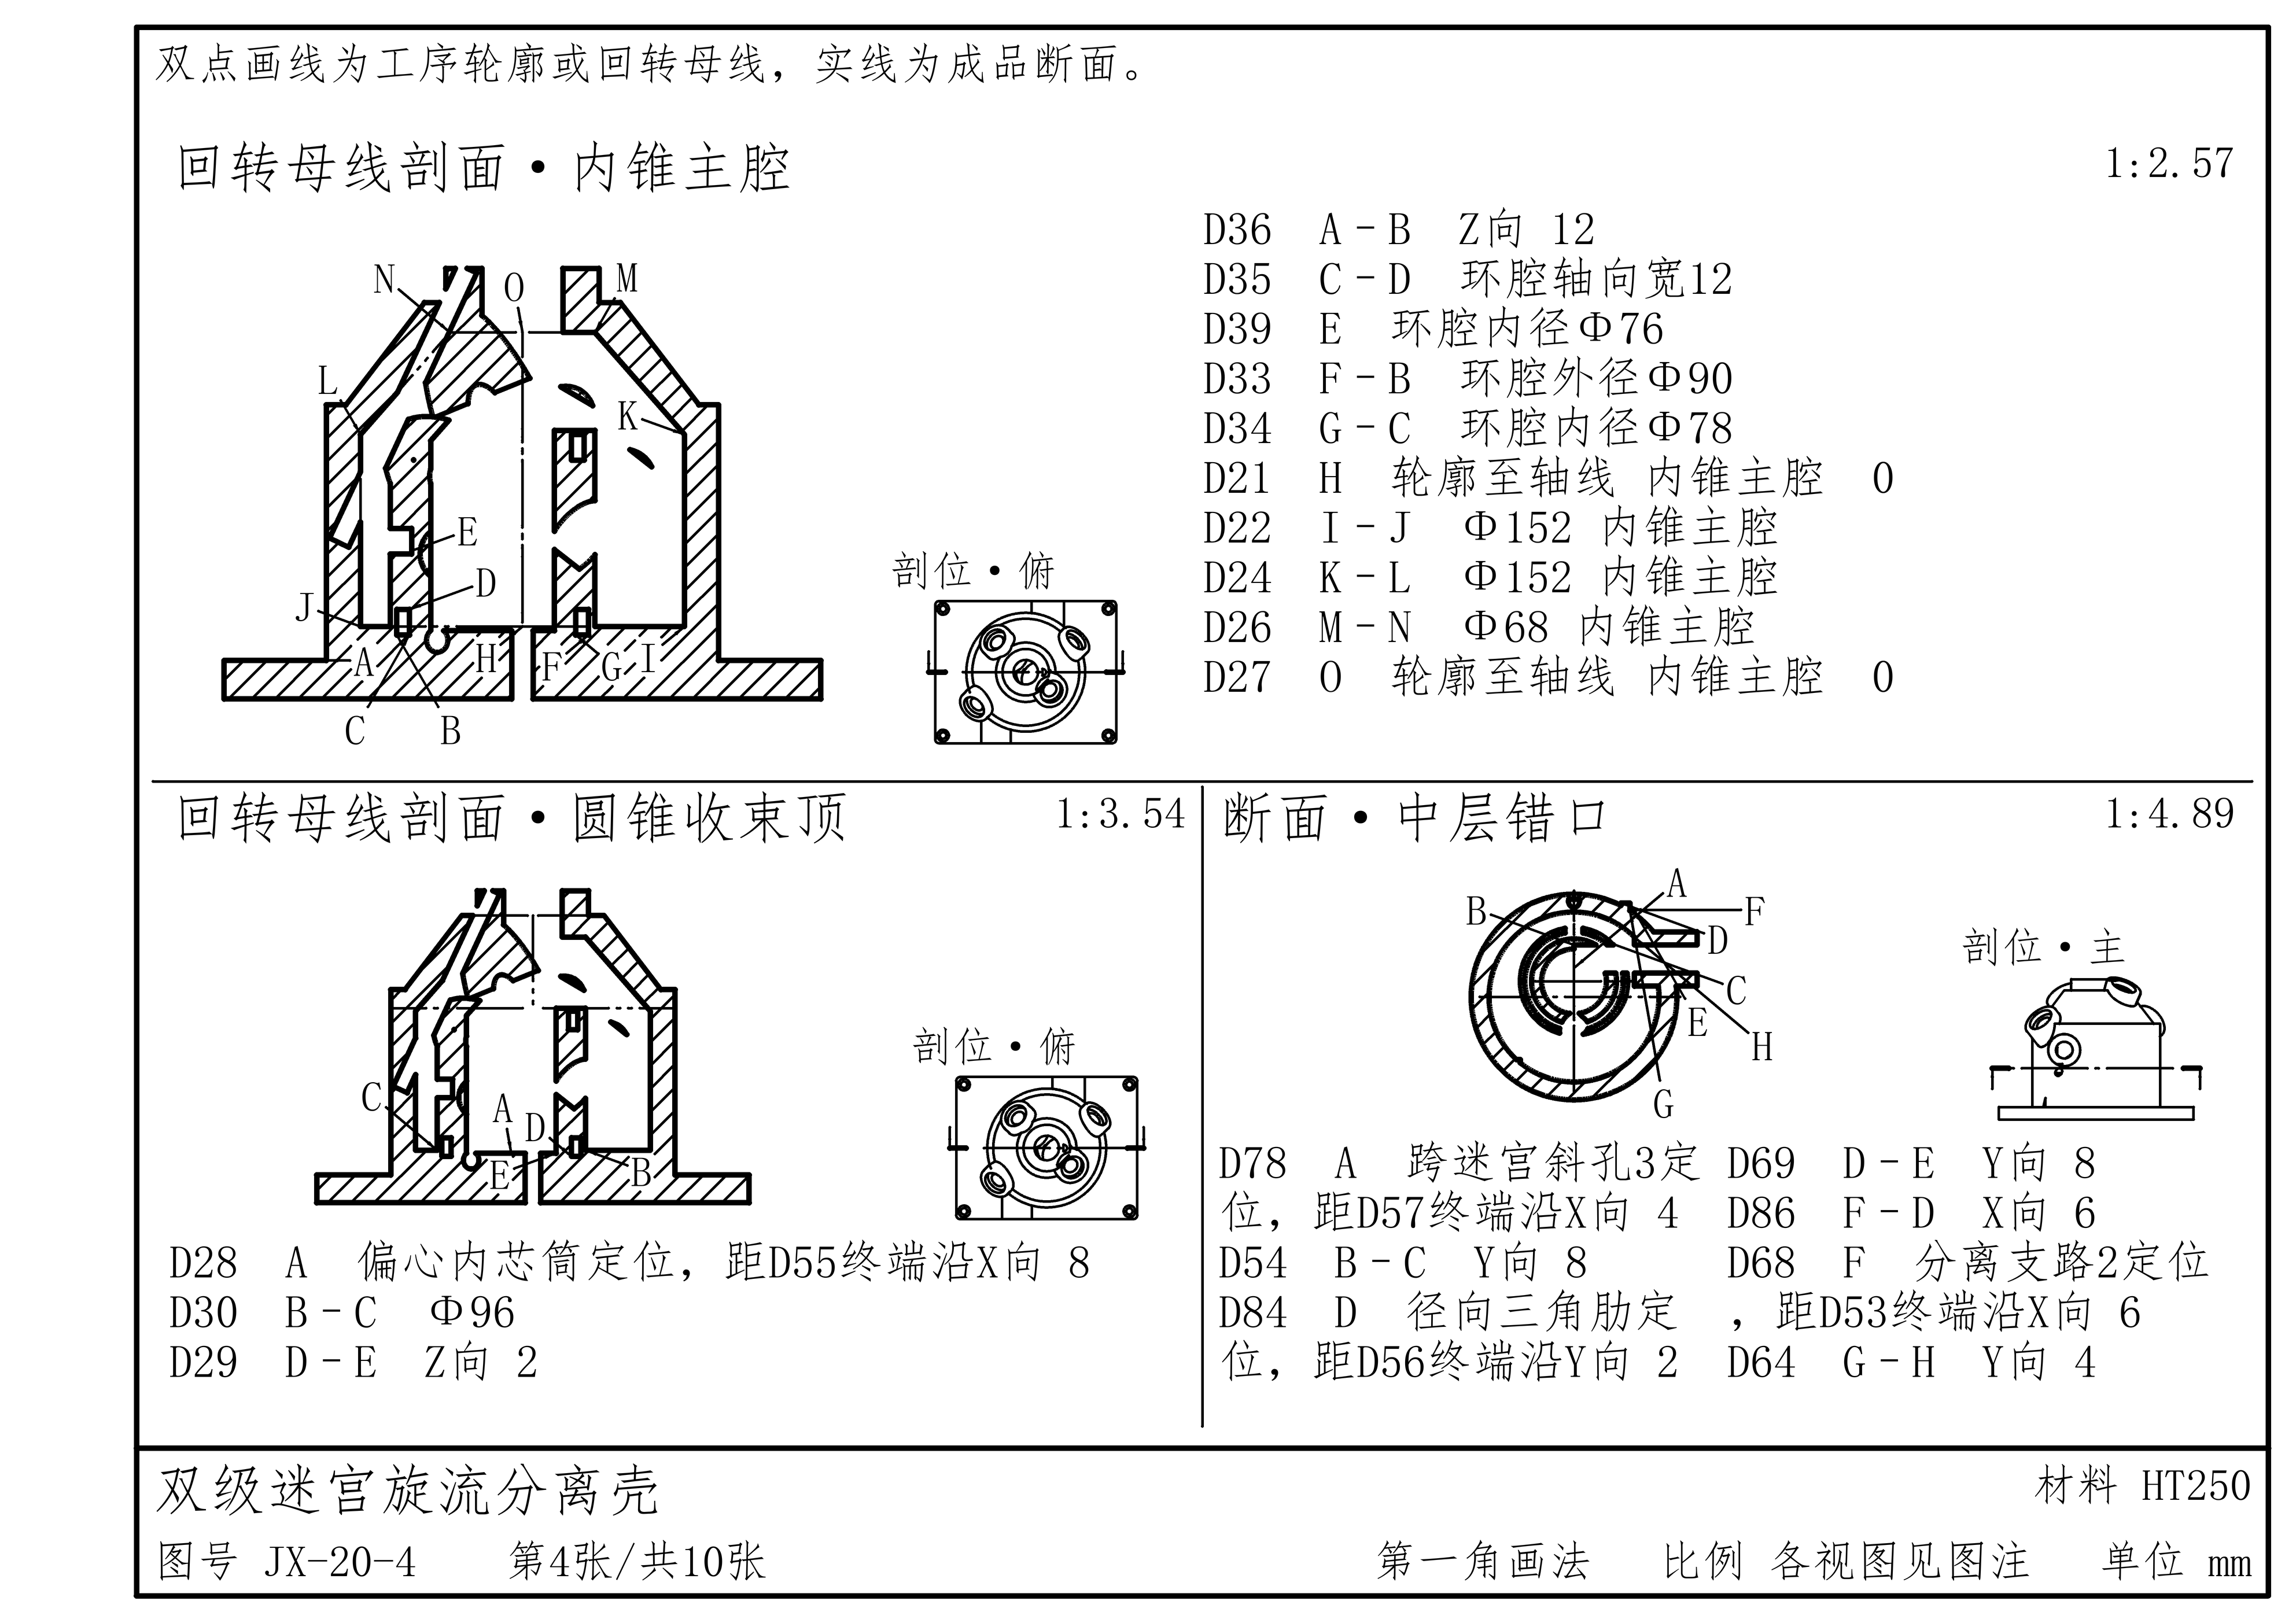 双点画线为工序轮廓或回转母线，实线为成品断面。
回转母线剖面·内锥主腔
1:2.57
D36 A-B Z向 12
D35 C-D 环腔轴向宽12
D39 E 环腔内径Φ76
D33 F-B 环腔外径Φ90
D34 G-C 环腔内径Φ78
D21 H 轮廓至轴线 内锥主腔 0
D22 I-J Φ152 内锥主腔
D24 K-L Φ152 内锥主腔
D26 M-N Φ68 内锥主腔
D27 O 轮廓至轴线 内锥主腔 0
N
O
M
L
K
E
D
J
A
H
F
G
I
C
B
剖位·俯
回转母线剖面·圆锥收束顶
1:3.54
C
A
D
E
B
剖位·俯
D28 A 偏心内芯筒定位，距D55终端沿X向 8
D30 B-C Φ96
D29 D-E Z向 2
断面·中层错口
1:4.89
A
B
F
D
C
E
H
G
剖位·主
D78 A 跨迷宫斜孔3定
位，距D57终端沿X向 4
D54 B-C Y向 8
D84 D 径向三角肋定
位，距D56终端沿Y向 2
D69 D-E Y向 8
D86 F-D X向 6
D68 F 分离支路2定位
，距D53终端沿X向 6
D64 G-H Y向 4
双级迷宫旋流分离壳
材料 HT250
图号 JX-20-4 第4张/共10张
第一角画法 比例 各视图见图注 单位 mm